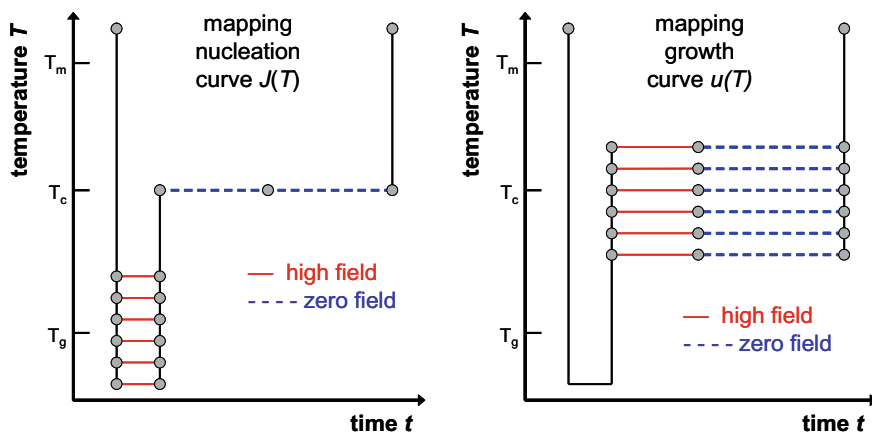 temperature T
T_m
T_c
T_g
mapping
nucleation
curve J(T)
high field
zero field
time t
temperature T
T_m
T_c
T_g
mapping
growth
curve u(T)
high field
zero field
time t